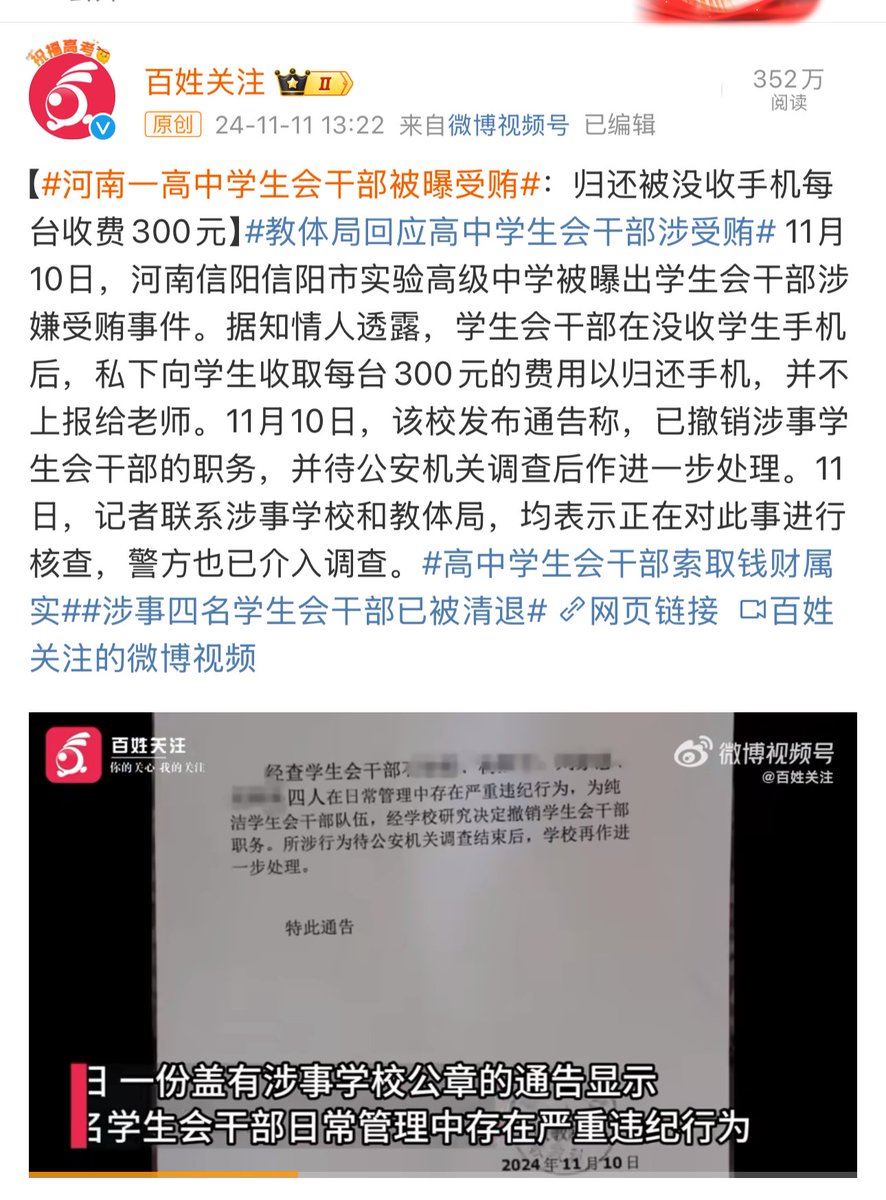 祝福高考
百姓关注
II
352万
阅读
原创 24-11-11 13:22 来自微博视频号 已编辑
【#河南一高中学生会干部被曝受贿#：归还被没收手机每
台收费300元】#教体局回应高中学生会干部涉受贿# 11月
10日，河南信阳信阳市实验高级中学被曝出学生会干部涉
嫌受贿事件。据知情人透露，学生会干部在没收学生手机
后，私下向学生收取每台300元的费用以归还手机，并不
上报给老师。11月10日，该校发布通告称，已撤销涉事学
生会干部的职务，并待公安机关调查后作进一步处理。11
日，记者联系涉事学校和教体局，均表示正在对此事进行
核查，警方也已介入调查。#高中学生会干部索取钱财属
实##涉事四名学生会干部已被清退# 网页链接 百姓
关注的微博视频
百姓关注
你的关心 我的关注
微博视频号
@百姓关注
经查学生会干部
四人在日常管理中存在严重违纪行为，为纯
洁学生会干部队伍，经学校研究决定撤销学生会干部
职务。所涉行为待公安机关调查结束后，学校再作进
一步处理。
特此通告
日 一份盖有涉事学校公章的通告显示
名学生会干部日常管理中存在严重违纪行为
2024年11月10日